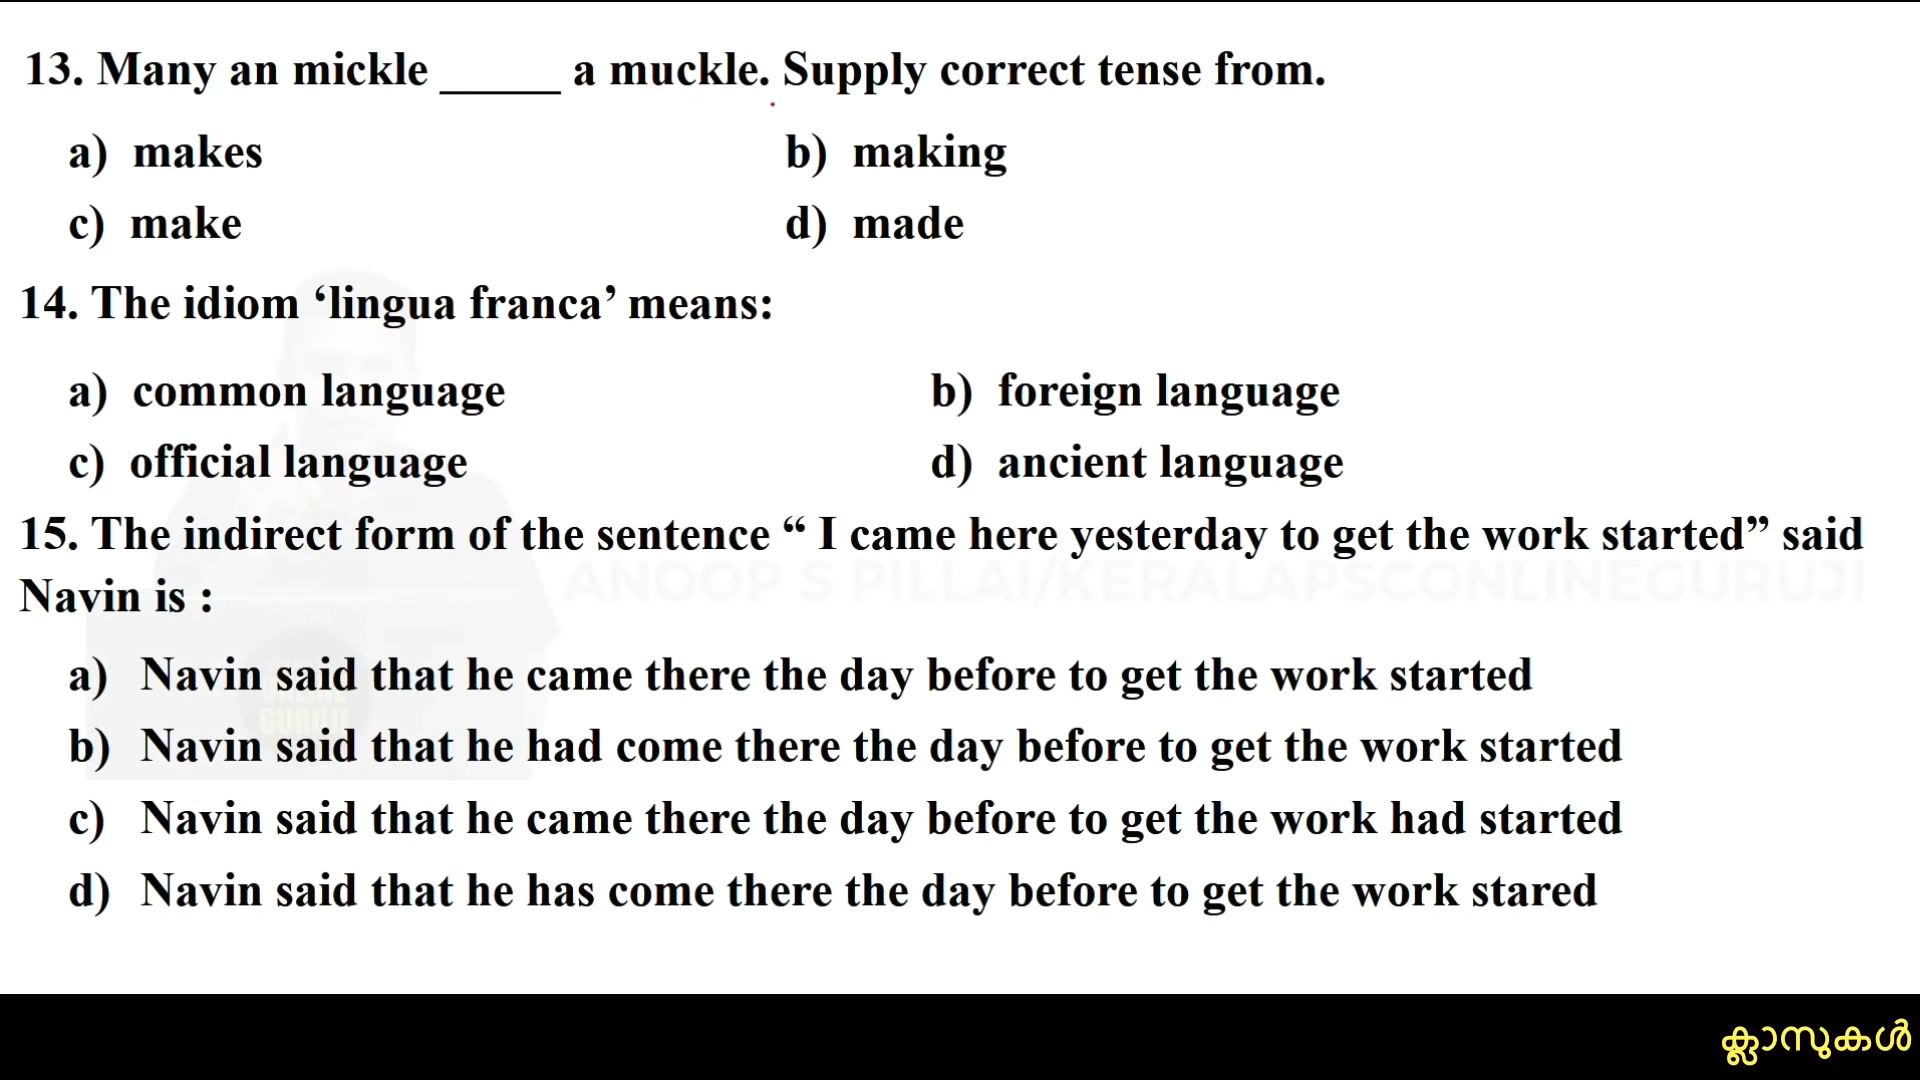 13. Many an mickle _____ a muckle. Supply correct tense from.
a) makes b) making
c) make d) made
14. The idiom ‘lingua franca’ means:
a) common language b) foreign language
c) official language d) ancient language
15. The indirect form of the sentence “ I came here yesterday to get the work started” said
ANOOP S PILLAI/KERALAPSCONLINEGURUJI
Navin is :
a) Navin said that he came there the day before to get the work started
GURUJI
b) Navin said that he had come there the day before to get the work started
c) Navin said that he came there the day before to get the work had started
d) Navin said that he has come there the day before to get the work stared
ക്ലാസുകൾ